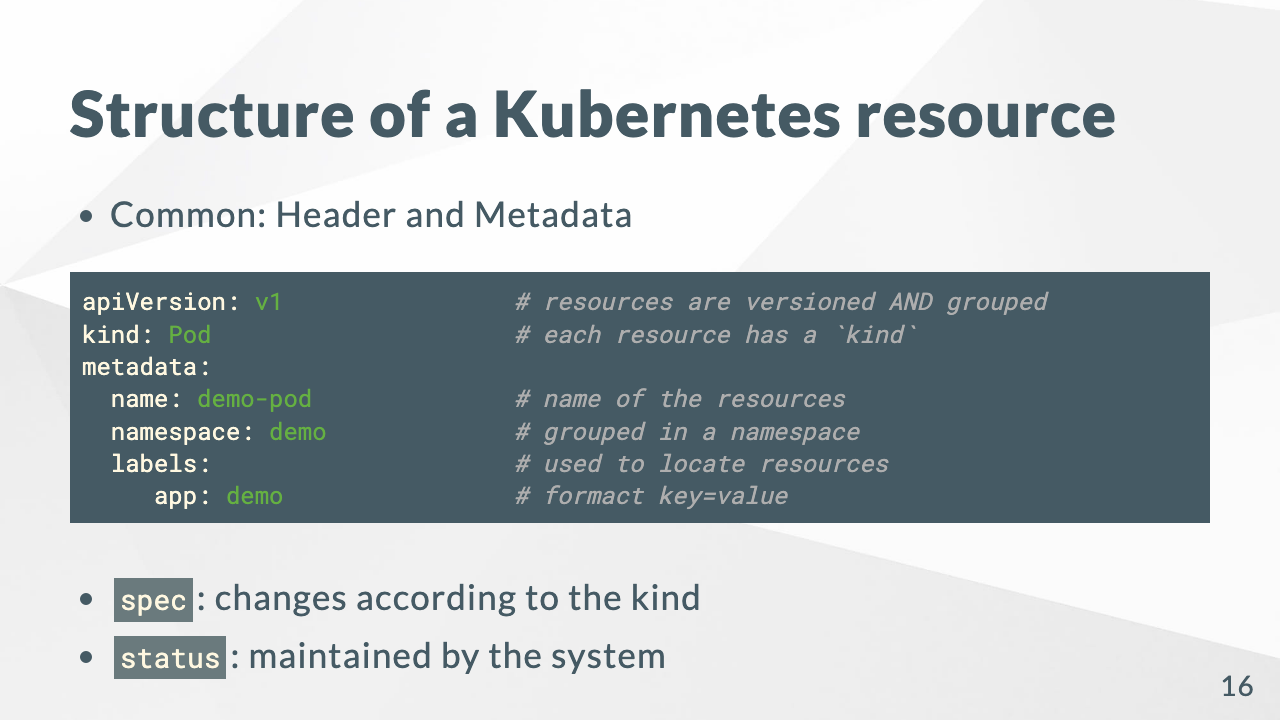 Structure of a Kubernetes resource
• Common: Header and Metadata
apiVersion: v1                # resources are versioned AND grouped
kind: Pod                     # each resource has a `kind`
metadata:
  name: demo-pod              # name of the resources
  namespace: demo             # grouped in a namespace
  labels:                     # used to locate resources
     app: demo                # formact key=value
• spec : changes according to the kind
• status : maintained by the system
16